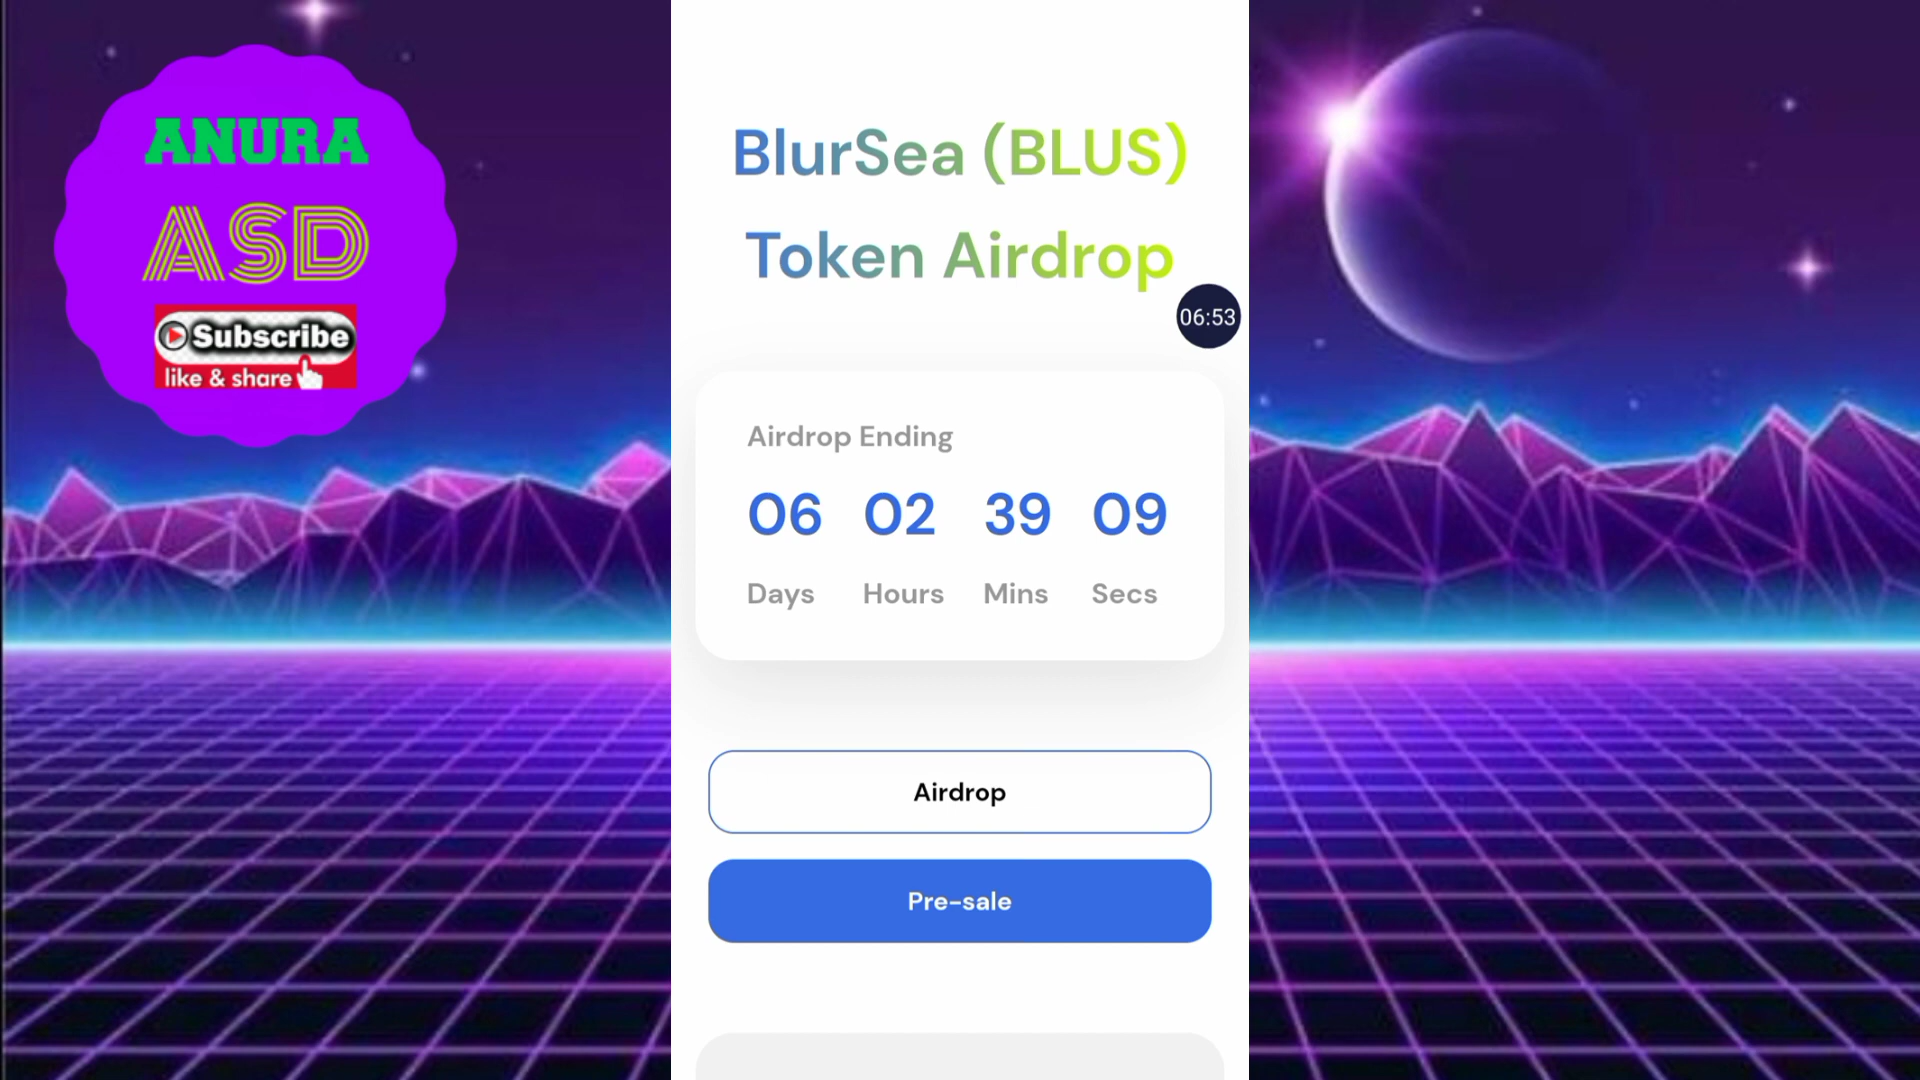 ANURA
ASD
Subscribe
like & share
BlurSea (BLUS)
Token Airdrop
06:53
Airdrop Ending
06 02 39 09
Days Hours Mins Secs
Airdrop
Pre-sale